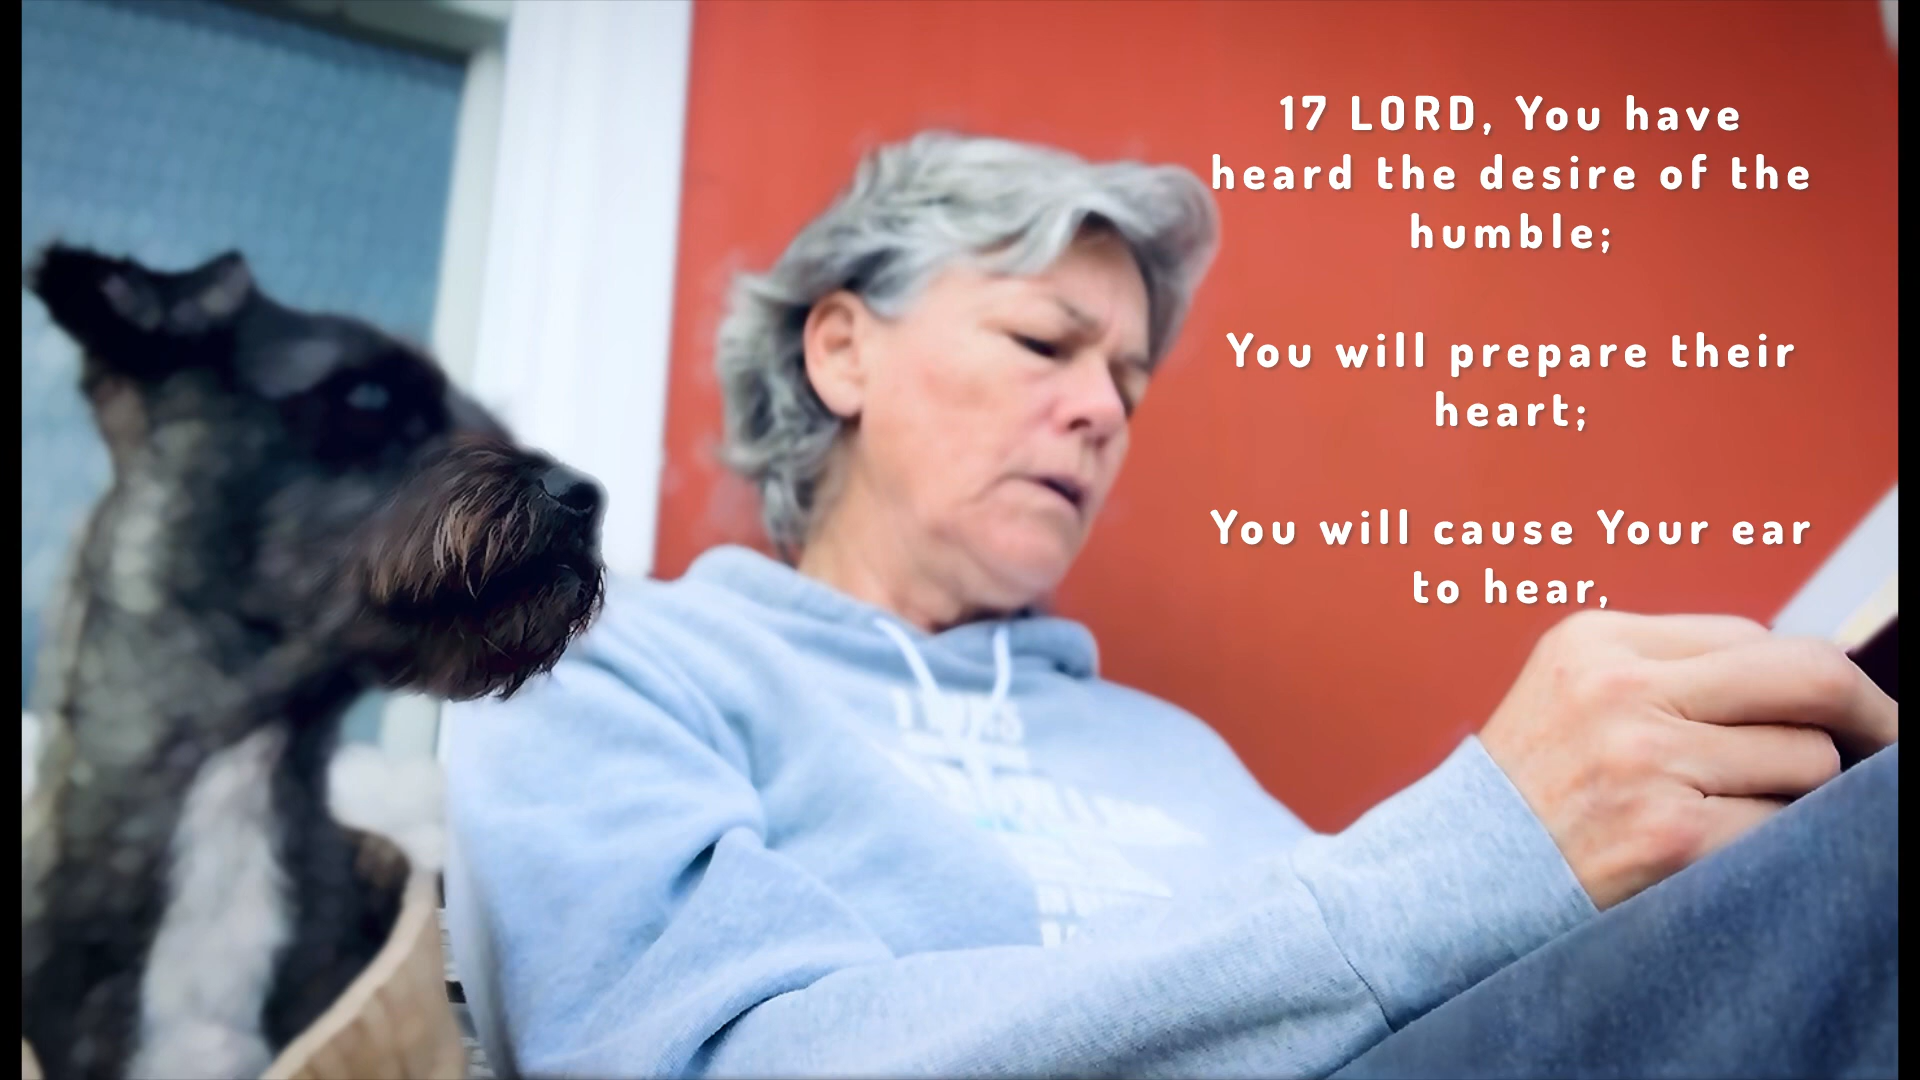 17 LORD, You have
heard the desire of the
humble;
You will prepare their
heart;
You will cause Your ear
to hear,